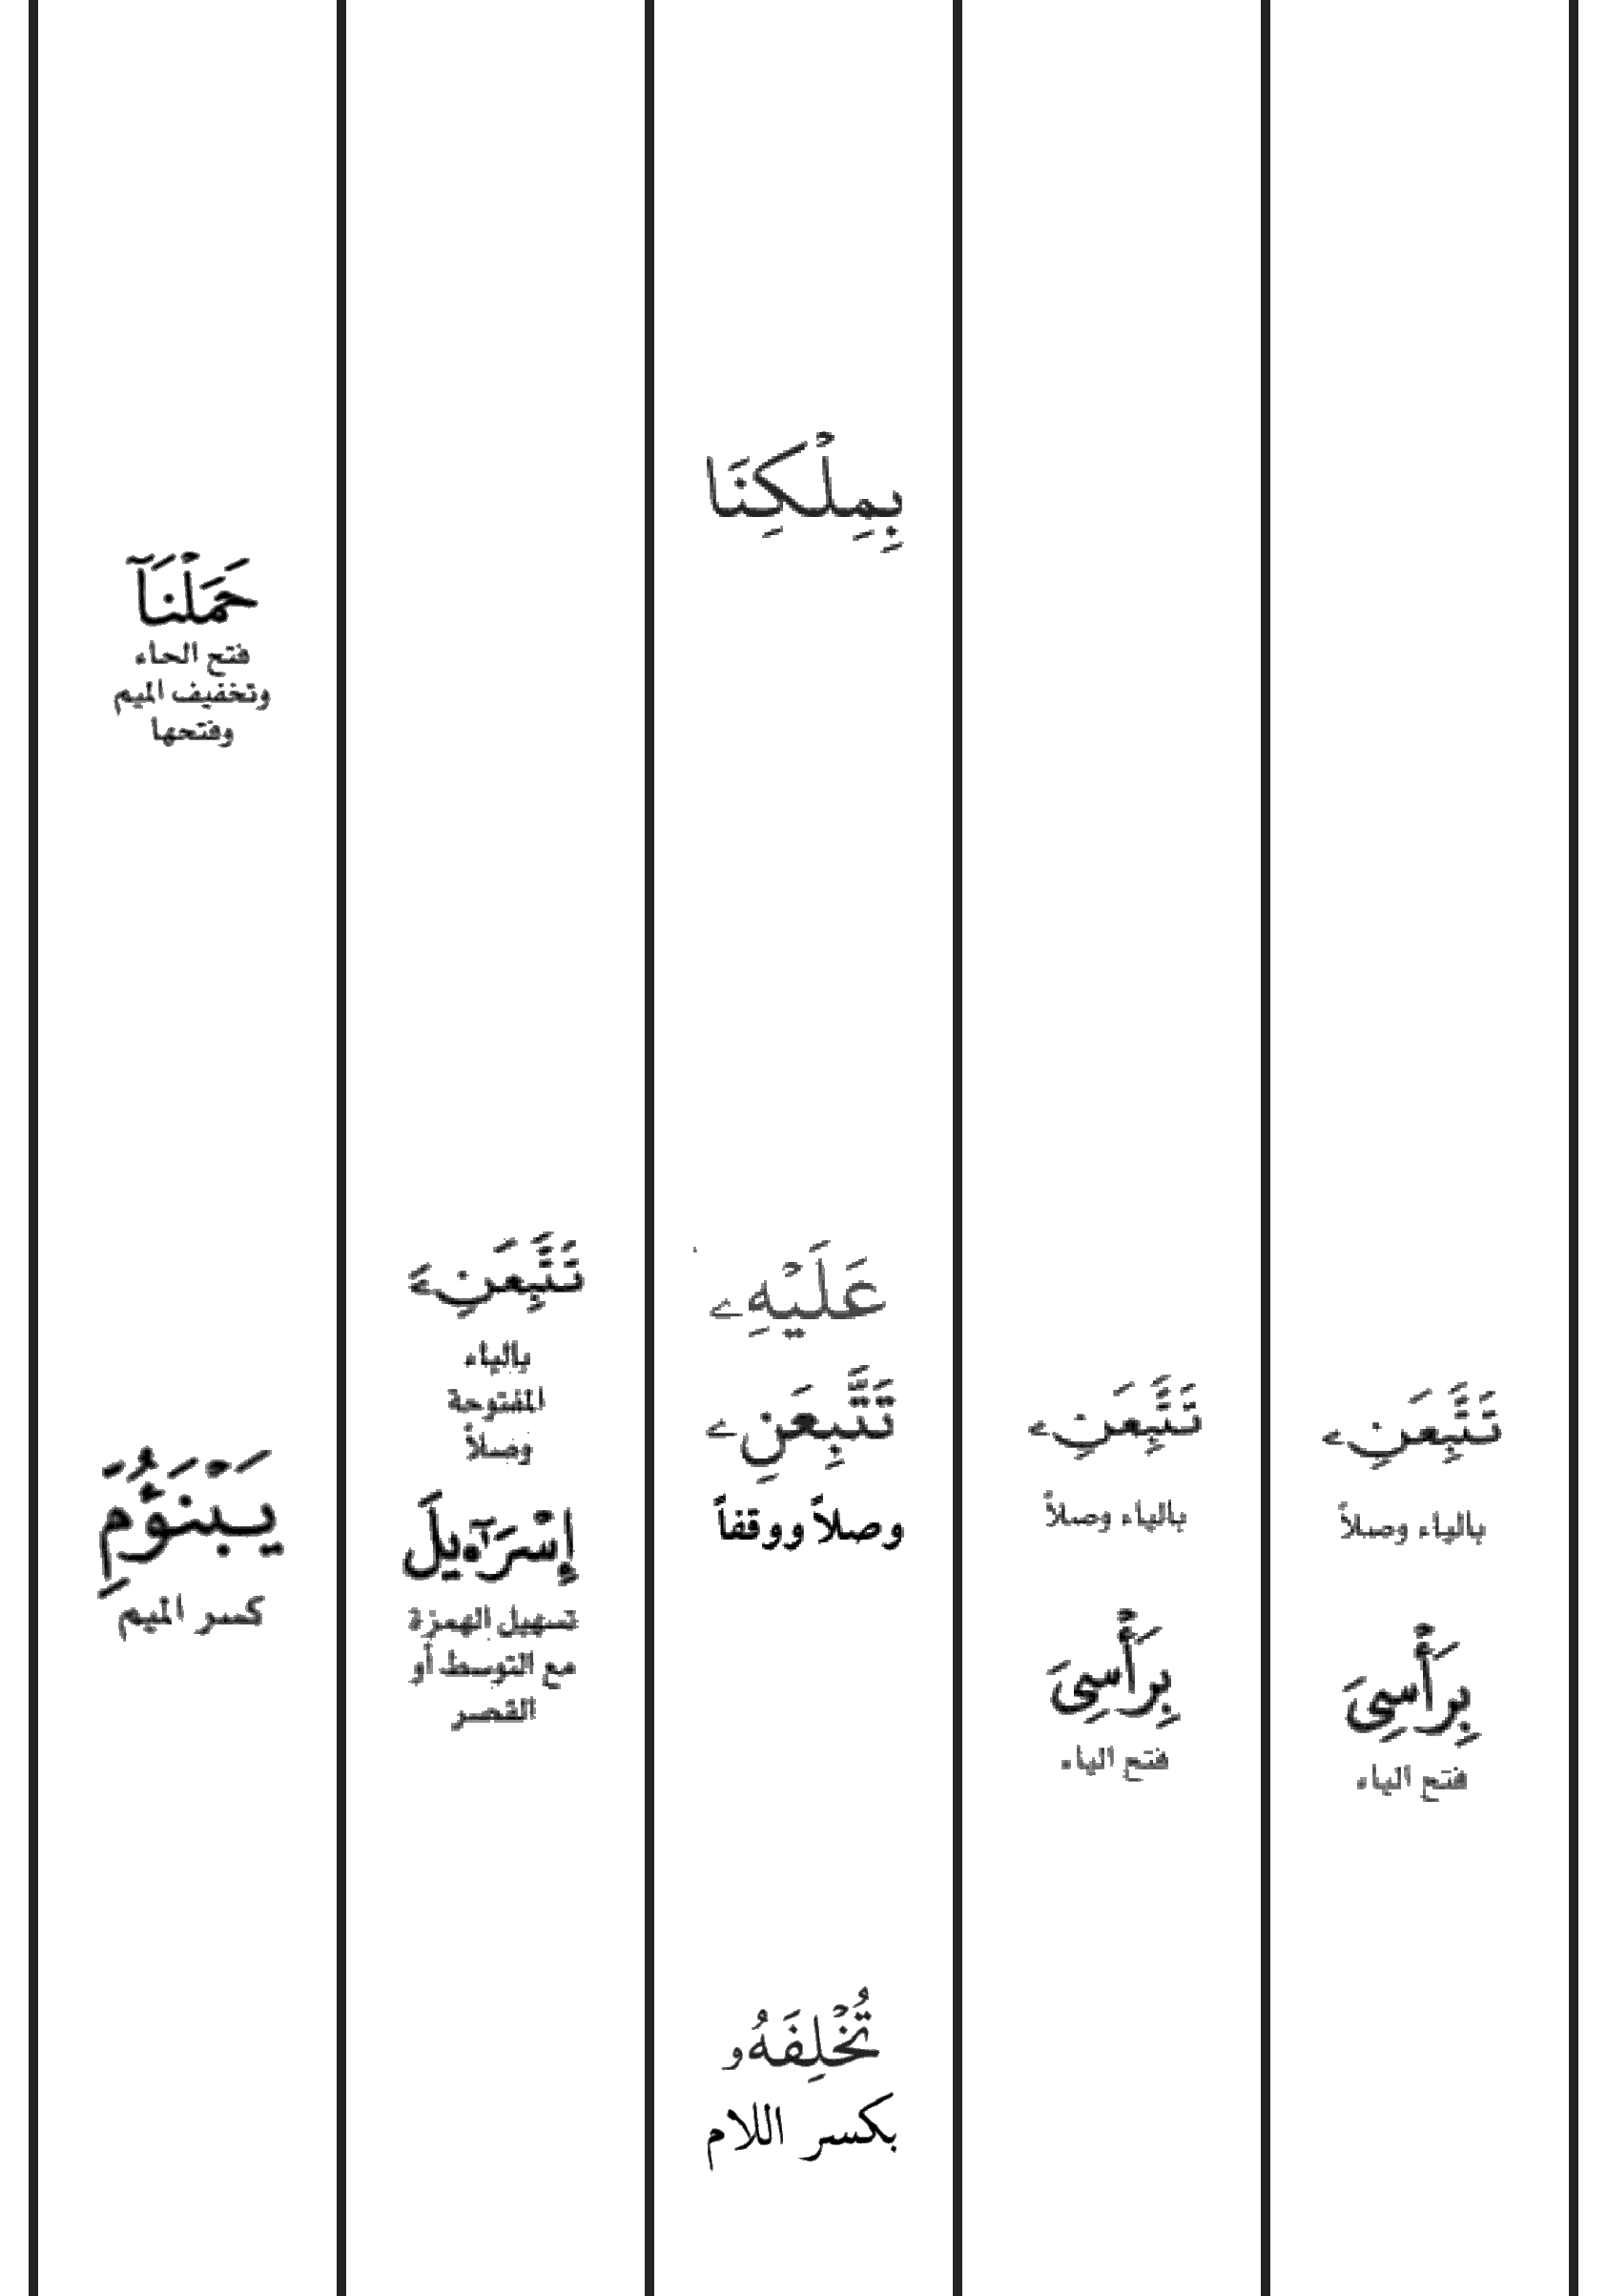 تَتَّبِعَنِۦ
بالياء وصلاً
بِرَأْسِىَ
فتح الياء
تَتَّبِعَنِۦ
بالياء وصلاً
بِرَأْسِىَ
فتح الياء
بِمِلْكِنَا
عَلَيْهِۦ
تَتَّبِعَنِۦ
وصلاً ووقفاً
تُخْلِفَهُۥ
بكسر اللام
تَتَّبِعَنِۦَ
بالياء
المفتوحة
وصلاً
إِسْرَٰٓءِيلَ
تسهيل الهمزة
مع التوسط أو
القصر
حَمَلْنَآ
فتح الحاء
وتخفيف الميم
وفتحها
يَبْنَؤُمِّ
كسر الميم